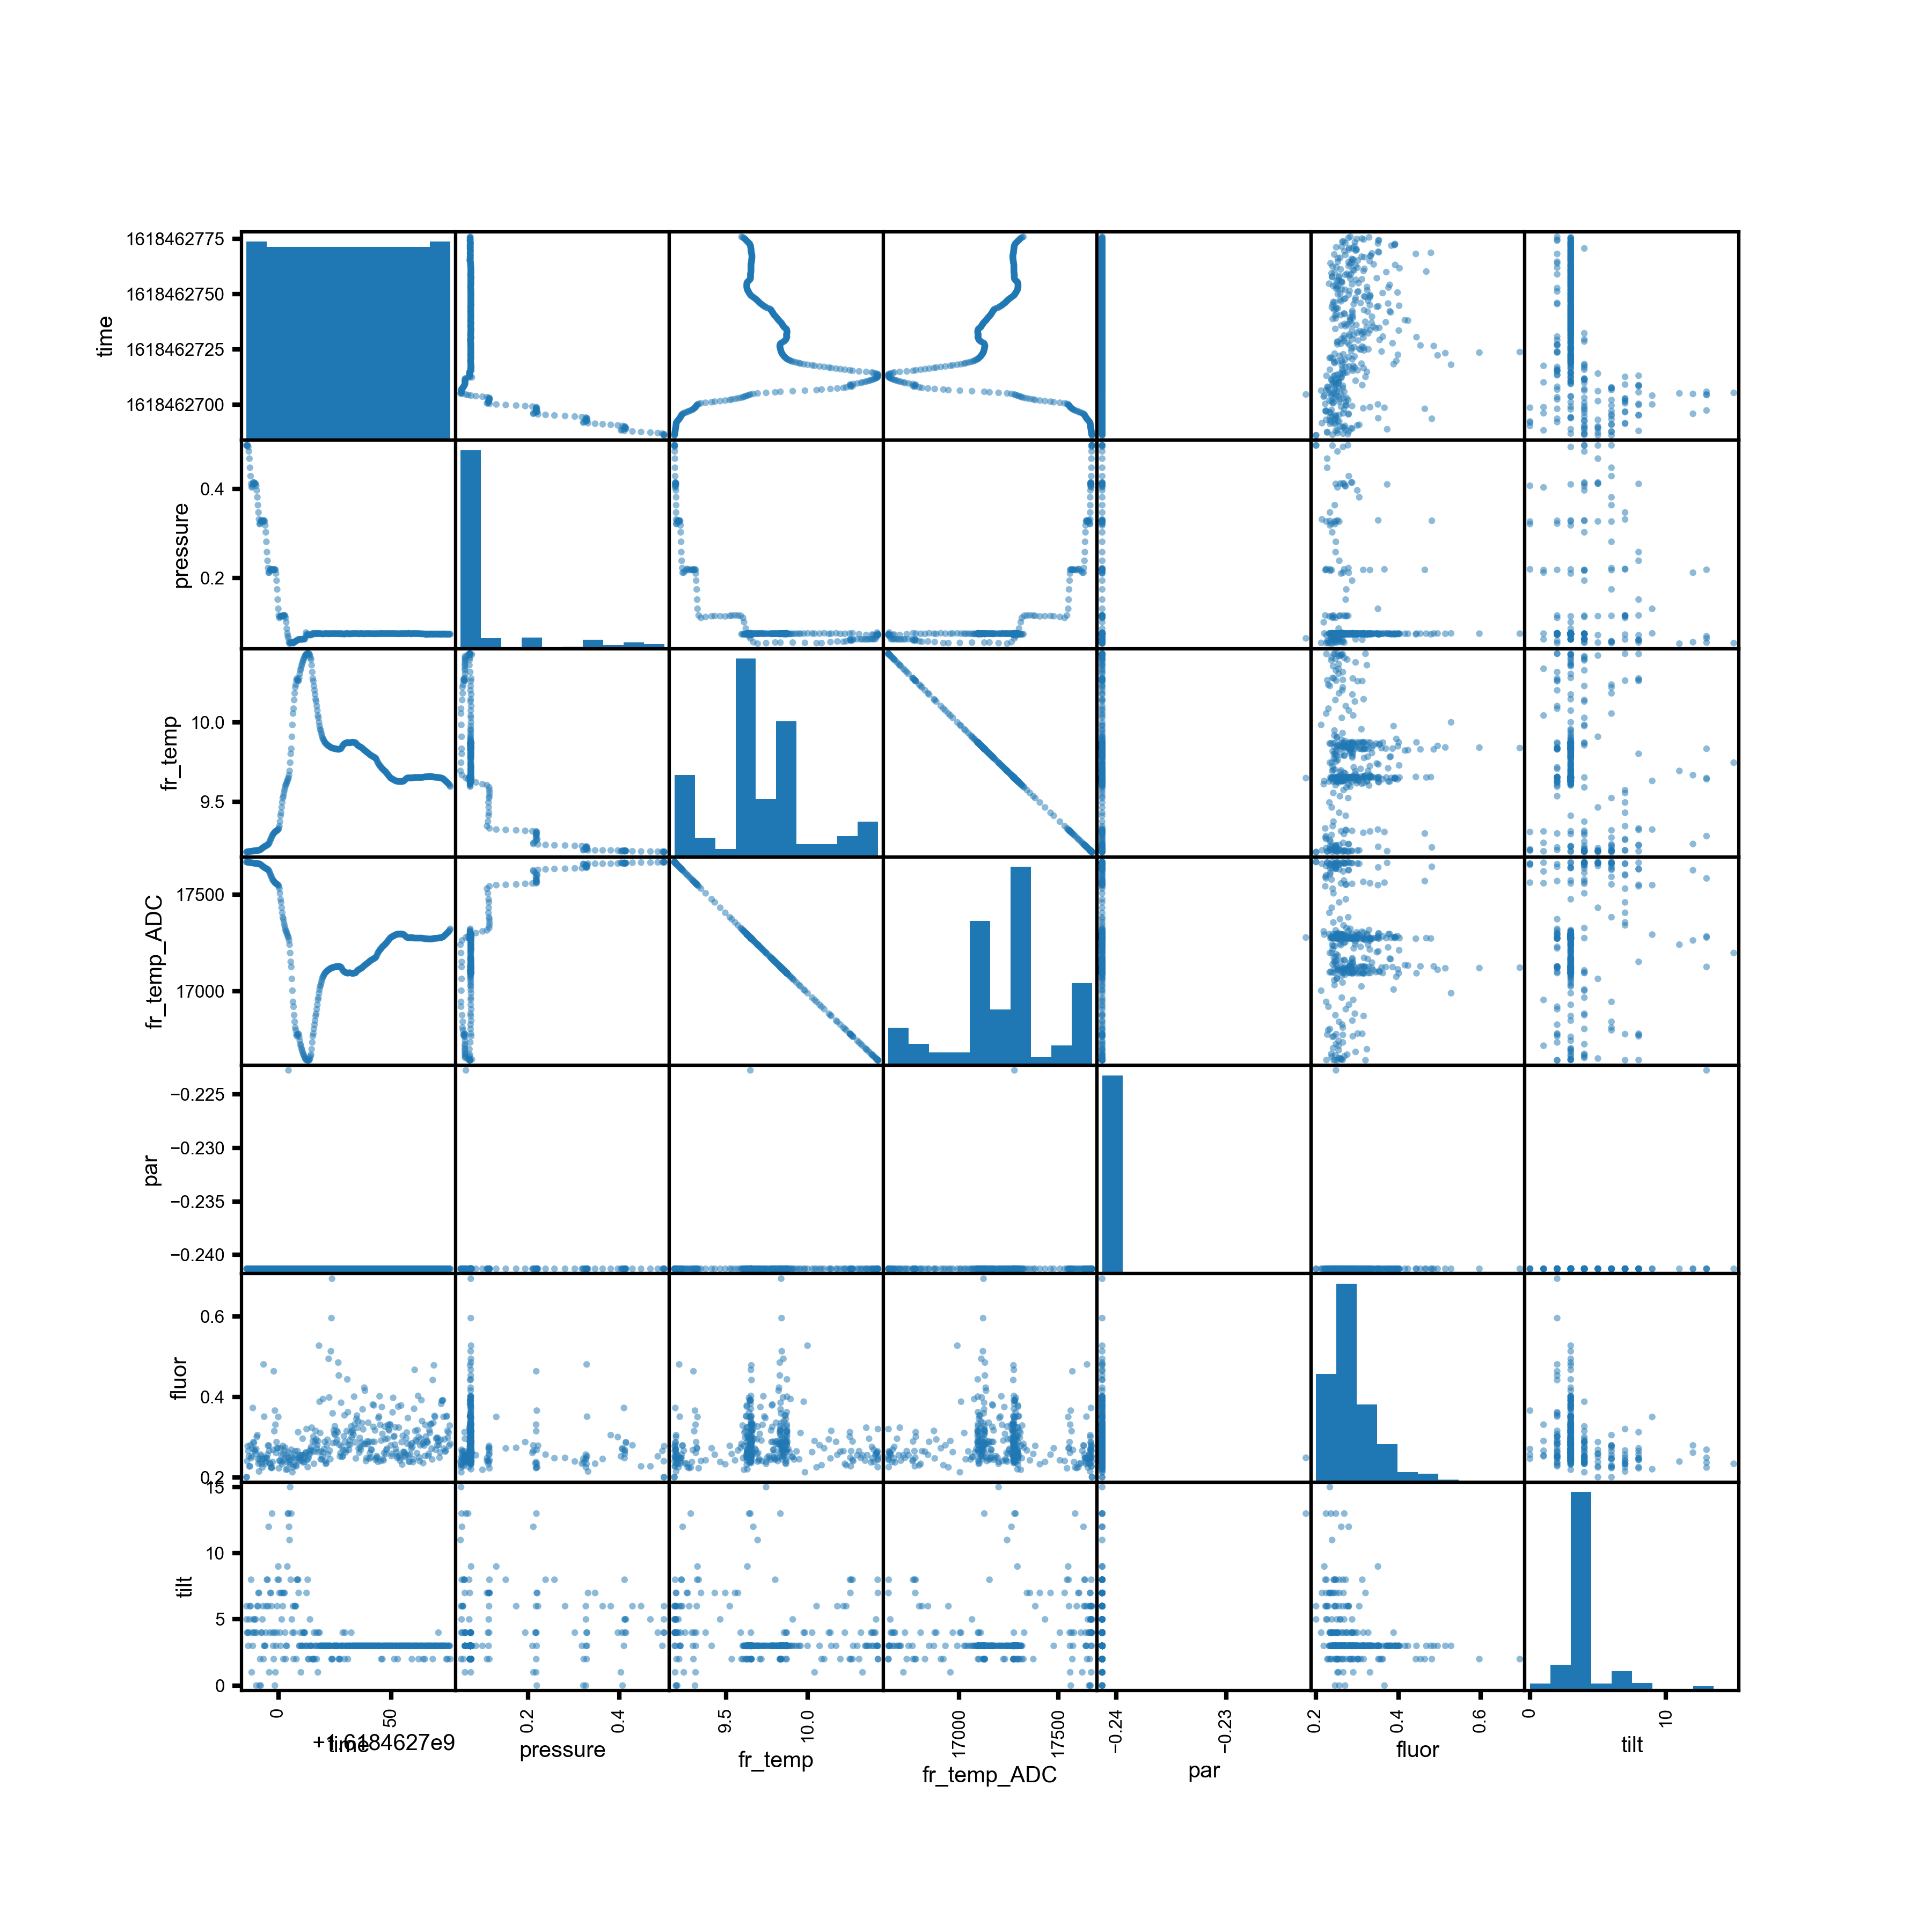 time
1618462775
1618462750
1618462725
1618462700
pressure
0.4
0.2
fr_temp
10.0
9.5
fr_temp_ADC
17500
17000
par
−0.225
−0.230
−0.235
−0.240
fluor
0.6
0.4
0.2
tilt
15
10
5
0
0
50
0.2
0.4
9.5
10.0
17000
17500
−0.24
−0.23
0.2
0.4
0.6
0
10
time
+1.6184627e9
pressure
fr_temp
fr_temp_ADC
par
fluor
tilt